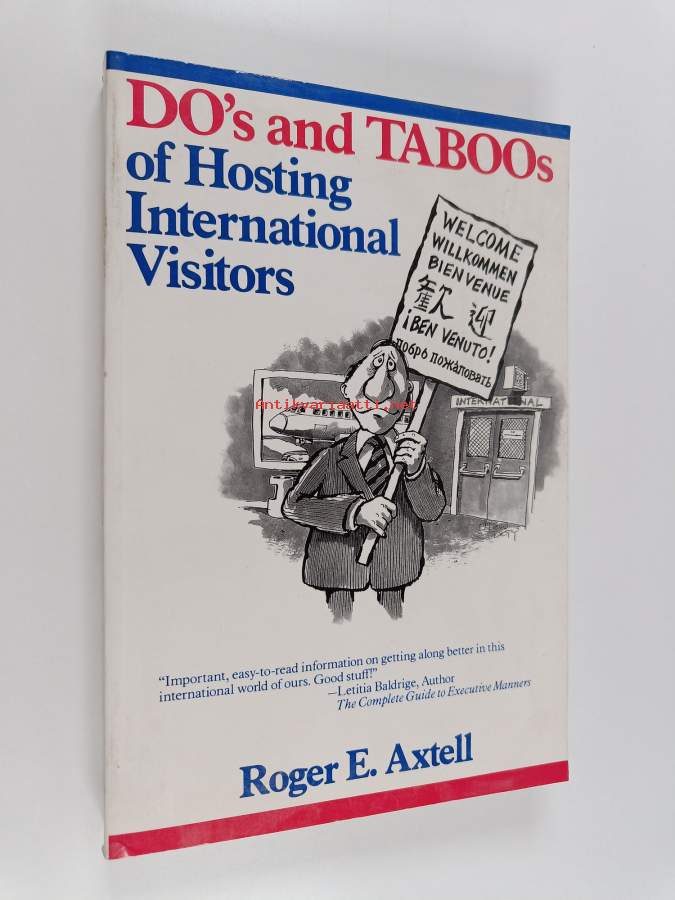 DO's and TABOOs
of Hosting
International
Visitors
WELCOME
WILLKOMMEN
BIENVENUE
歡迎
¡BEN VENUTO!
добро пожаловать
INTERNATIONAL
Antikvariaatti.net
“Important, easy-to-read information on getting along better in this
international world of ours. Good stuff!”
—Letitia Baldrige, Author
The Complete Guide to Executive Manners
Roger E. Axtell